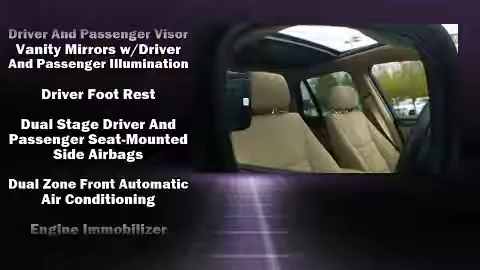 Driver And Passenger Visor
Vanity Mirrors w/Driver
And Passenger Illumination
Driver Foot Rest
Dual Stage Driver And
Passenger Seat-Mounted
Side Airbags
Dual Zone Front Automatic
Air Conditioning
Engine Immobilizer